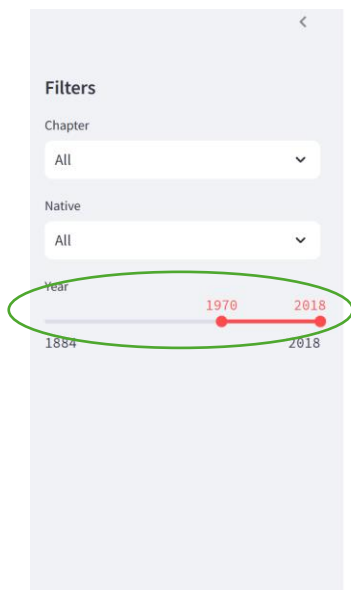 Filters
Chapter
All
Native
All
Year
1970 2018
1884 2018